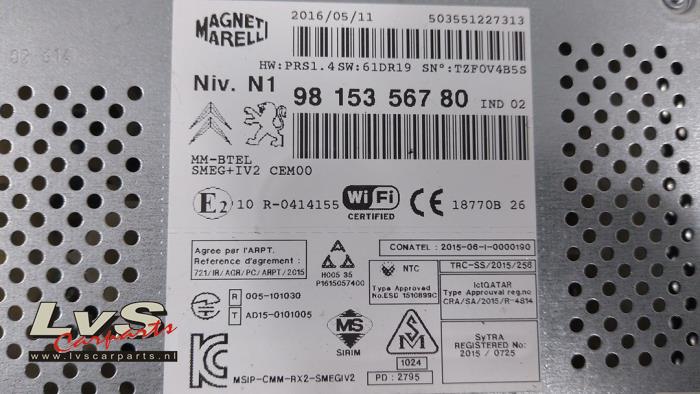 MAGNETI MARELLI
2016/05/11
503551227313
HW:PRS1.4 SW:61DR19 SN°:TZF0V4B5S
Niv. N1
98 153 567 80
IND 02
MM-BTEL
SMEG+IV2 CEM00
E2 10 R-0414155
Wi Fi
CERTIFIED
CE
18770B 26
Agree par l'ARPT.
Reference d'agrement :
721/IR/AGR/PC/ARPT/2015
A
H005 35
P1615057400
CONATEL : 2015-06-I-0000190
NTC
Type Approved
No.ESG 1510899C
TRC-SS/2015/256
IctQATAR
Type Approuval reg.no
CRA/SA/2015/R-4814
R 005-101030
T AD15-0101005
MS
SIRIM
1024
PD : 2795
SyTRA
REGISTERED No:
2015 / 0725
MSIP-CMM-RX2-SMEGIV2
LvS
Carparts
www.lvscarparts.nl